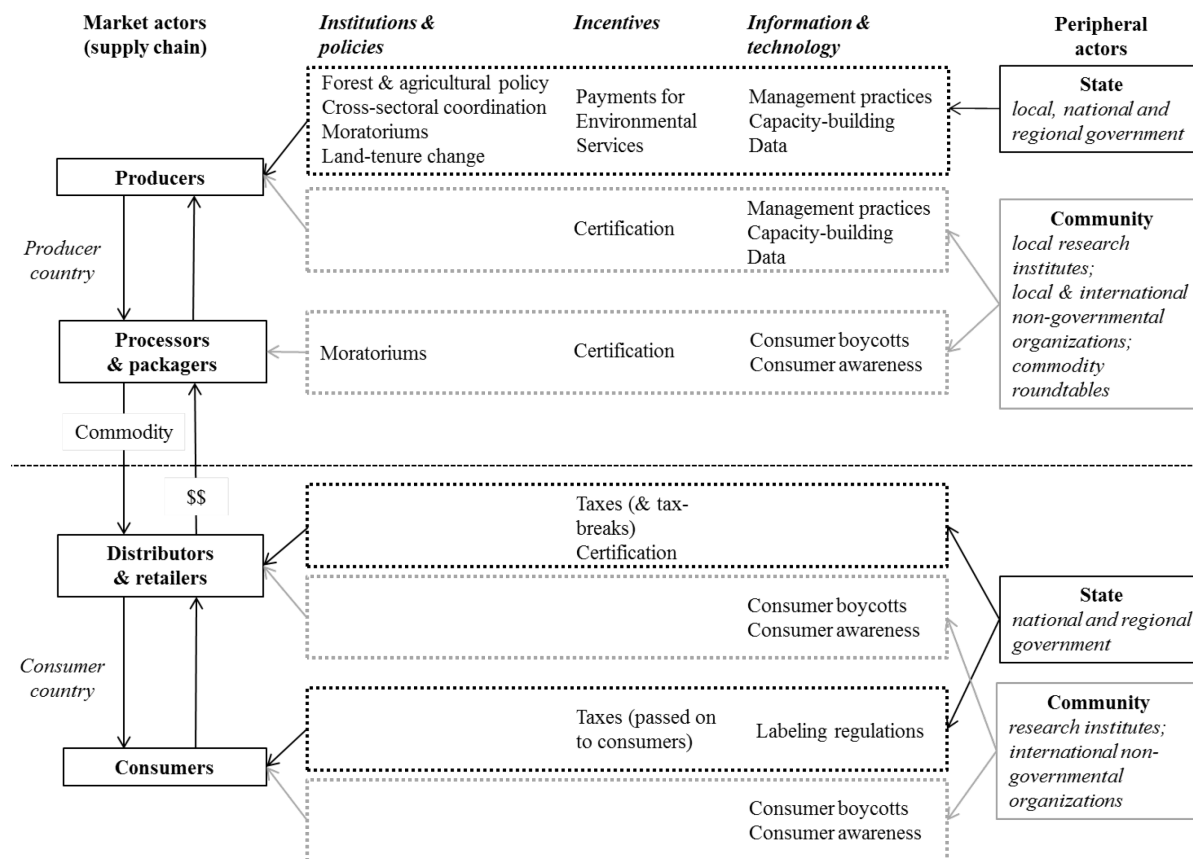 Market actors
(supply chain)
Institutions &
policies
Incentives
Information &
technology
Peripheral
actors
Forest & agricultural policy
Cross-sectoral coordination
Moratoriums
Land-tenure change
Payments for
Environmental
Services
Management practices
Capacity-building
Data
State
local, national and
regional government
Producers
Certification
Management practices
Capacity-building
Data
Community
local research
institutes;
local & international
non-governmental
organizations;
commodity
roundtables
Producer
country
Processors
& packagers
Moratoriums
Certification
Consumer boycotts
Consumer awareness
Commodity
$$
Distributors
& retailers
Taxes (& tax-
breaks)
Certification
Consumer boycotts
Consumer awareness
State
national and regional
government
Consumer
country
Consumers
Taxes (passed on
to consumers)
Labeling regulations
Community
research institutes;
international non-
governmental
organizations
Consumer boycotts
Consumer awareness